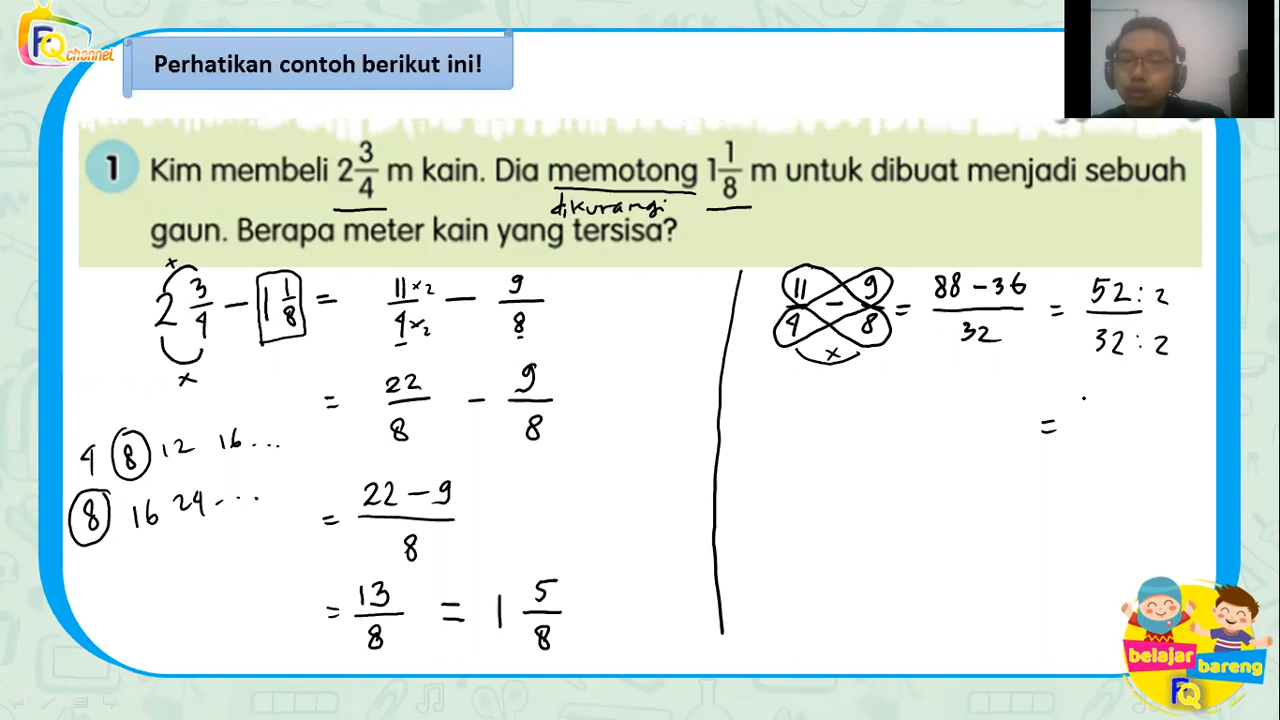 FQ channel
Perhatikan contoh berikut ini!
1 Kim membeli 2 3/4 m kain. Dia memotong 1 1/8 m untuk dibuat menjadi sebuah
dikurangi
gaun. Berapa meter kain yang tersisa?
x
2 3/4 - 1 1/8 = 11 x2/4 x2 - 9/8
x
= 22/8 - 9/8
4 8 12 16 ...
8 16 24 - ...
= 22 - 9/8
= 13/8 = 1 5/8
11/4 - 9/8 = 88 - 36/32 = 52 : 2/32 : 2
x
=
belajar
bareng
FQ